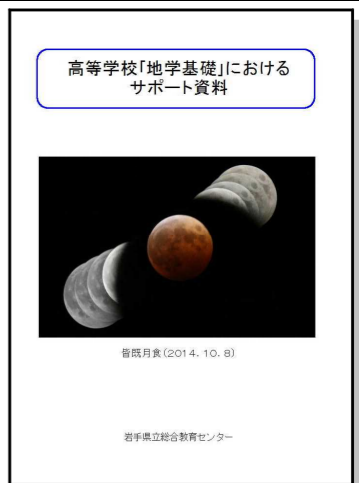 高等学校「地学基礎」における
サポート資料
皆既月食(2014.10.8)
岩手県立総合教育センター